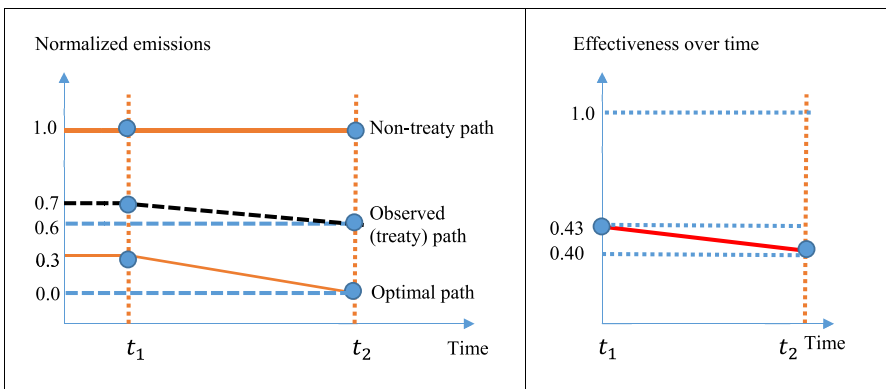 Normalized emissions
1.0
Non-treaty path
0.7
0.6
Observed
(treaty) path
0.3
0.0
Optimal path
t₁
t₂
Time
Effectiveness over time
1.0
0.43
0.40
t₁
t₂
Time